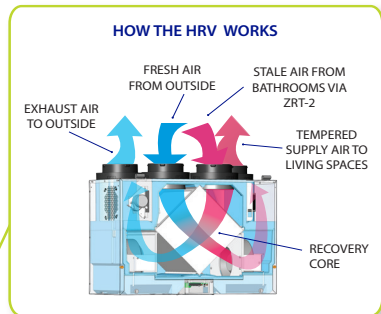 HOW THE HRV WORKS
FRESH AIR
FROM OUTSIDE
STALE AIR FROM
BATHROOMS VIA
ZRT-2
EXHAUST AIR
TO OUTSIDE
TEMPERED
SUPPLY AIR TO
LIVING SPACES
RECOVERY
CORE